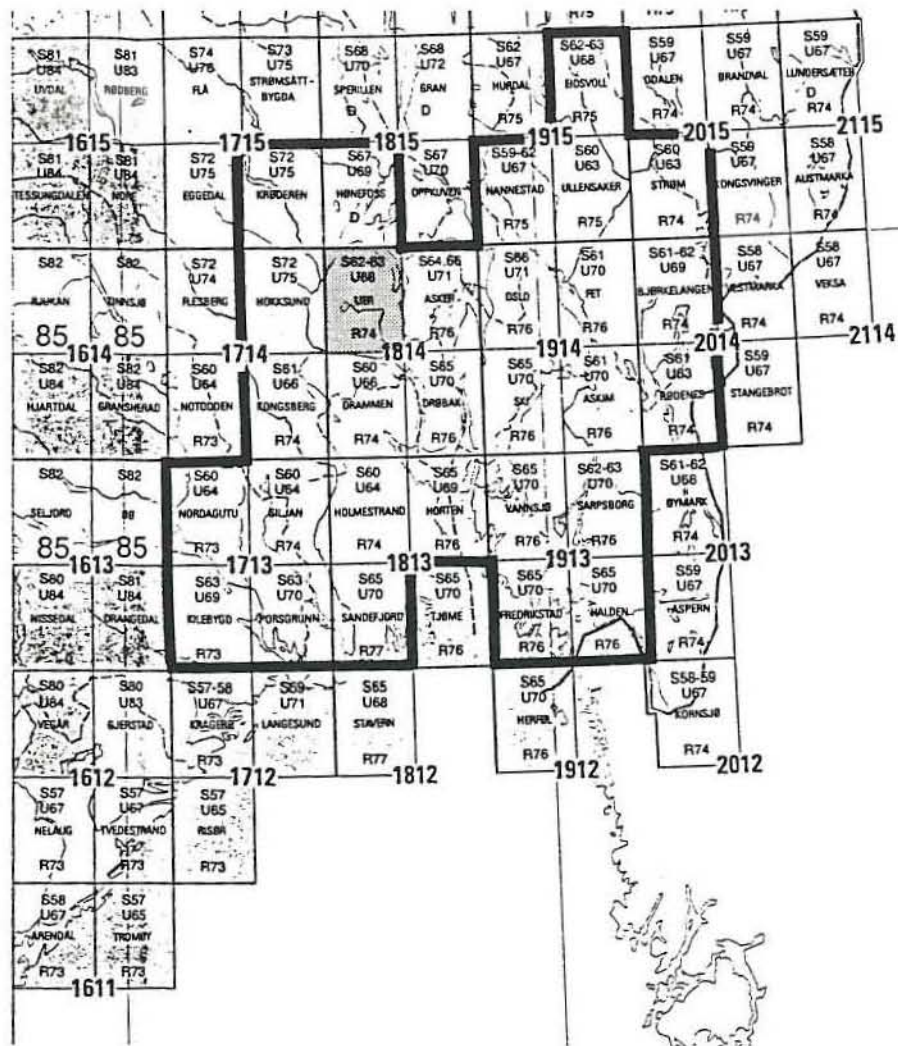 R75
R73
R74
S81
U84
UVDAL
S81
U83
RØDBERG
S74
U76
FLÅ
S73
U75
STRØMSÅTT-
BYGDA
S68
U70
SPERILLEN
D
S68
U72
GRAN
D
S62
U67
HURDAL
R75
S62-63
U68
EIDSVOLL
R75
S59
U67
ODALEN
R74
S59
U67
BRANDVAL
R74
S59
U67
LUNDERSÆTER
D
R74
1615
1715
1815
1915
2015
2115
S81
U84
TESSUNGDALEN
S81
U84
NORE
S72
U75
EGGEDAL
S72
U75
KRØDEREN
S67
U69
HØNEFOSS
D
S67
U70
OPPKUVEN
S59-62
U67
NANNESTAD
R75
S60
U63
ULLENSAKER
R75
S60
U63
STRØM
R74
S59
U67
KONGSVINGER
R74
S58
U67
AUSTMARKA
R74
S82
RJUKAN
85
S82
TINNSJØ
85
S72
U74
FLESBERG
S72
U75
HOKKSUND
S62-63
U68
LIER
R74
S64.66
U71
ASKER
R76
S66
U71
OSLO
R76
S61
U70
FET
R76
S61-62
U69
BJØRKELANGEN
R74
S58
U67
VESTMARKA
R74
S58
U67
VEKSA
R74
1614
1714
1814
1914
2014
2114
S82
U84
HJARTDAL
S82
U84
GRANSHERAD
S60
U64
NOTODDEN
R73
S61
U66
KONGSBERG
R74
S60
U66
DRAMMEN
R74
S65
U70
DRØBAK
R76
S65
U70
SKI
R76
S61
U70
ASKIM
R76
S61
U63
RØDENES
R74
S59
U67
STANGEBROT
R74
S82
SELJORD
85
S82
BØ
85
S60
U64
NORDAGUTU
R73
S60
U64
SILJAN
R74
S60
U64
HOLMESTRAND
R74
S65
U69
HORTEN
R76
S65
U70
VANNSJØ
R76
S62-63
U70
SARPSBORG
R76
S61-62
U68
ØYMARK
R74
1613
1713
1813
1913
2013
S80
U84
NISSEDAL
S81
U84
DRANGEDAL
S63
U69
KILEBYGD
R73
S63
U70
PORSGRUNN
S65
U70
SANDEFJORD
R77
S65
U70
TJØME
R76
S65
U70
FREDRIKSTAD
R76
S65
U70
HALDEN
R76
S59
U67
ASPERN
R74
S80
U84
VEGÅR
S80
U83
GJERSTAD
S57-58
U67
KRAGERØ
R73
S69
U71
LANGESUND
S65
U68
STAVERN
R77
S65
U70
HERFØL
R76
S58-59
U67
KORNSJØ
R74
1612
1712
1812
1912
2012
S57
U67
NELAUG
R73
S57
U67
TVEDESTRAND
R73
S57
U65
RISØR
R73
S58
U67
ARENDAL
R73
S57
U65
TROMØY
R73
1611